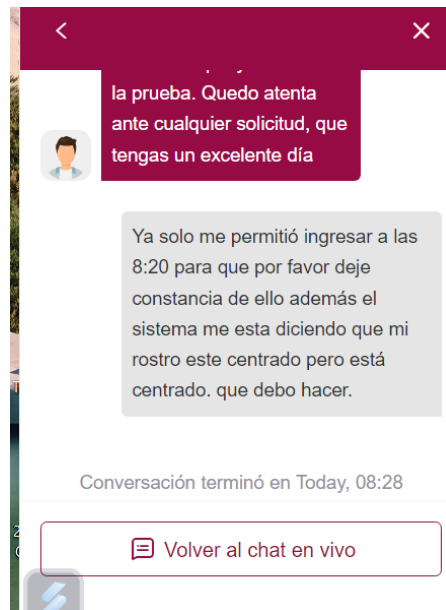 la prueba. Quedo atenta
ante cualquier solicitud, que
tengas un excelente día
Ya solo me permitió ingresar a las
8:20 para que por favor deje
constancia de ello además el
sistema me esta diciendo que mi
rostro este centrado pero está
centrado. que debo hacer.
Conversación terminó en Today, 08:28
Volver al chat en vivo